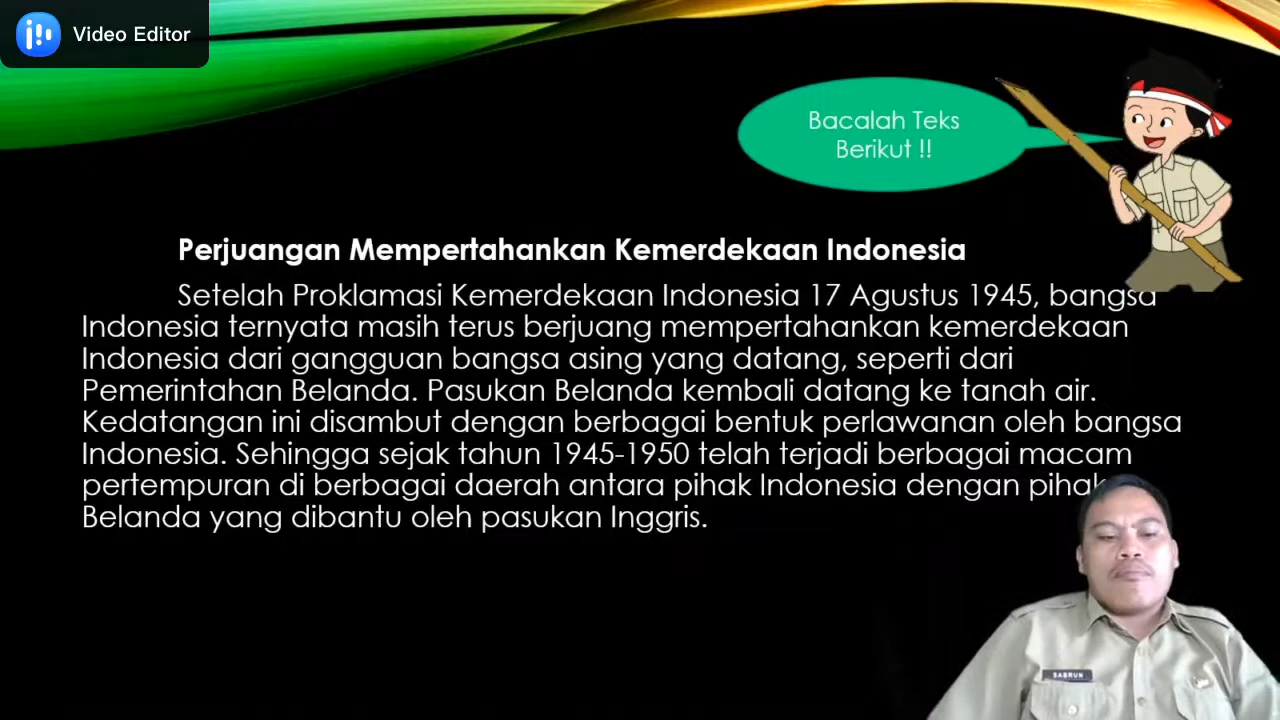 Video Editor
Bacalah Teks
Berikut !!
Perjuangan Mempertahankan Kemerdekaan Indonesia
Setelah Proklamasi Kemerdekaan Indonesia 17 Agustus 1945, bangsa
Indonesia ternyata masih terus berjuang mempertahankan kemerdekaan
Indonesia dari gangguan bangsa asing yang datang, seperti dari
Pemerintahan Belanda. Pasukan Belanda kembali datang ke tanah air.
Kedatangan ini disambut dengan berbagai bentuk perlawanan oleh bangsa
Indonesia. Sehingga sejak tahun 1945-1950 telah terjadi berbagai macam
pertempuran di berbagai daerah antara pihak Indonesia dengan pihak
Belanda yang dibantu oleh pasukan Inggris.
SABRUN